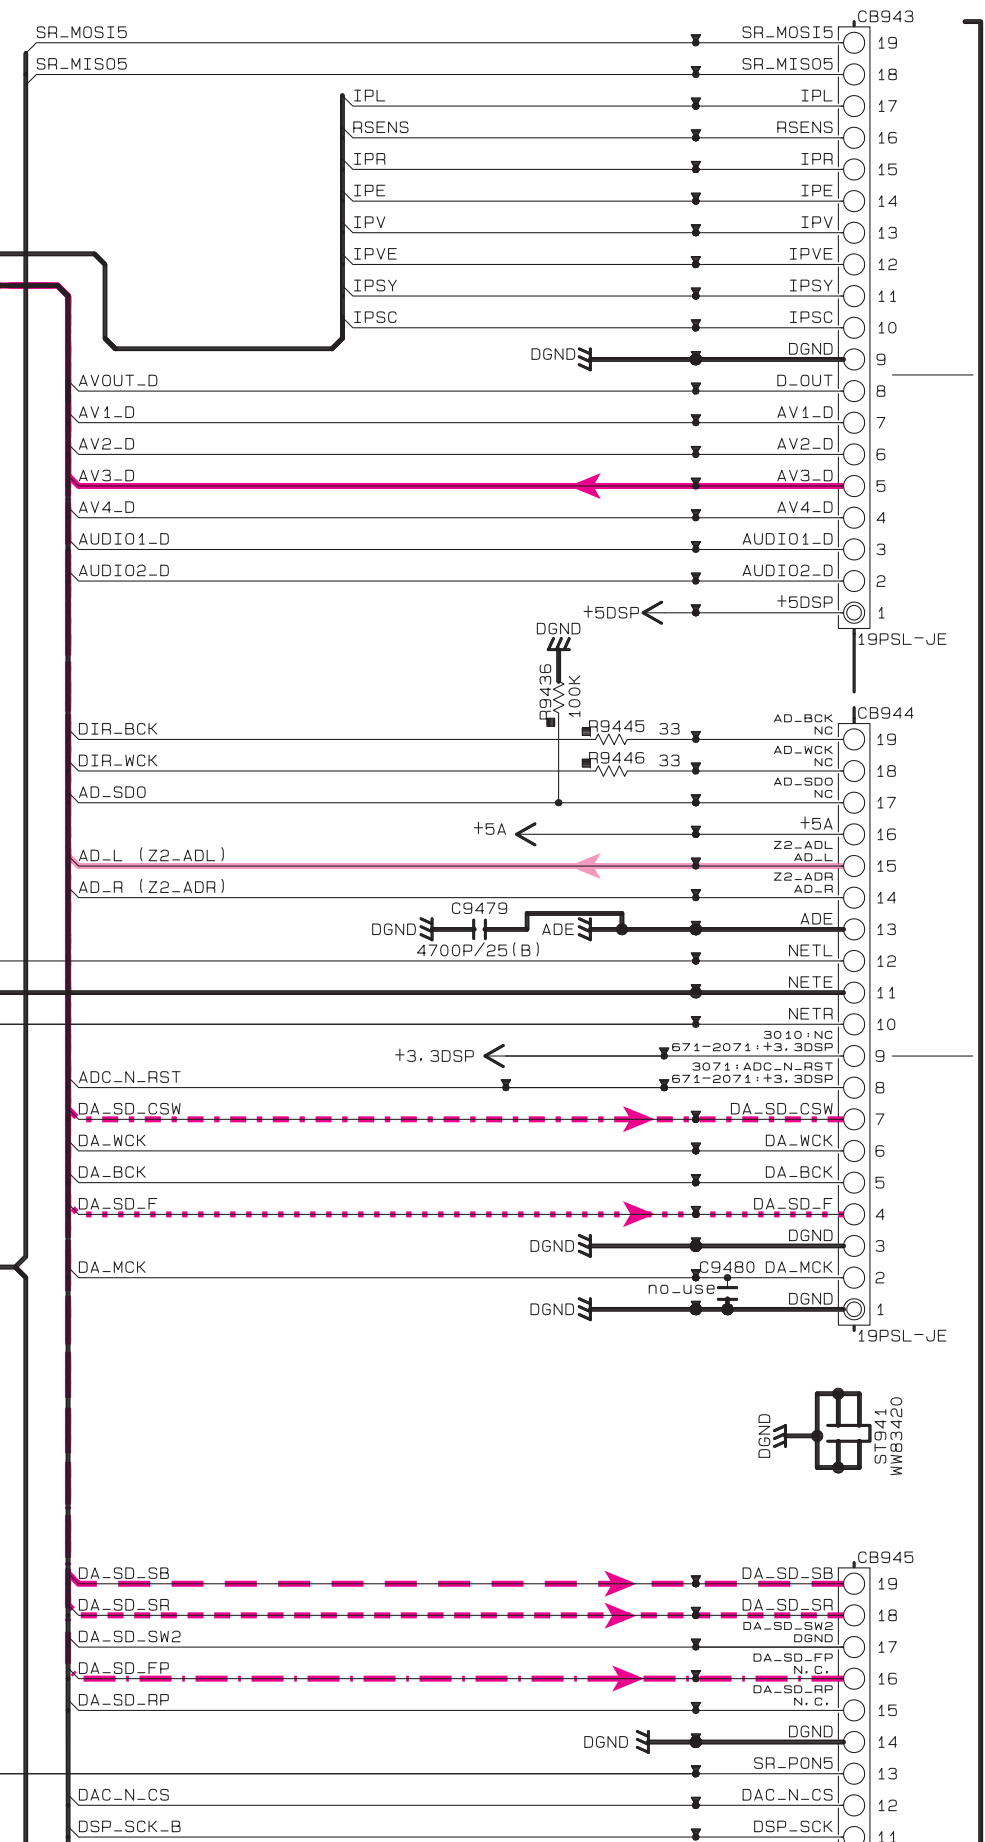 CB943
SR_MOSI5 SR_MOSI5 19
SR_MISO5 SR_MISO5 18
IPL IPL 17
RSENS RSENS 16
IPR IPR 15
IPE IPE 14
IPV IPV 13
IPVE IPVE 12
IPSY IPSY 11
IPSC IPSC 10
DGND DGND 9
AVOUT_D D_OUT 8
AV1_D AV1_D 7
AV2_D AV2_D 6
AV3_D AV3_D 5
AV4_D AV4_D 4
AUDIO1_D AUDIO1_D 3
AUDIO2_D AUDIO2_D 2
+5DSP +5DSP 1
19PSL-JE
DGND
R9436
100K
CB944
AD_BCK
DIR_BCK R9445 33 NC 19
AD_WCK
DIR_WCK R9446 33 NC 18
AD_SDO
AD_SDO NC 17
+5A +5A 16
Z2_ADL
AD_L (Z2_ADL) AD_L 15
Z2_ADR
AD_R (Z2_ADR) AD_R 14
C9479
DGND ADE ADE 13
4700P/25(B)
NETL 12
NETE 11
NETR 10
3010:NC
+3.3DSP 671-2071:+3.3DSP 9
3071:ADC_N_RST
ADC_N_RST 671-2071:+3.3DSP 8
DA_SD_CSW DA_SD_CSW 7
DA_WCK DA_WCK 6
DA_BCK DA_BCK 5
DA_SD_F DA_SD_F 4
DGND DGND 3
DA_MCK C9480 DA_MCK 2
no_use
DGND DGND 1
19PSL-JE
DGND
ST941
WW83420
CB945
DA_SD_SB DA_SD_SB 19
DA_SD_SR DA_SD_SR 18
DA_SD_SW2
DA_SD_SW2 DGND 17
DA_SD_FP
DA_SD_FP N.C. 16
DA_SD_RP
DA_SD_RP N.C. 15
DGND DGND 14
SR_PON5 13
DAC_N_CS DAC_N_CS 12
DSP_SCK_B DSP_SCK 11